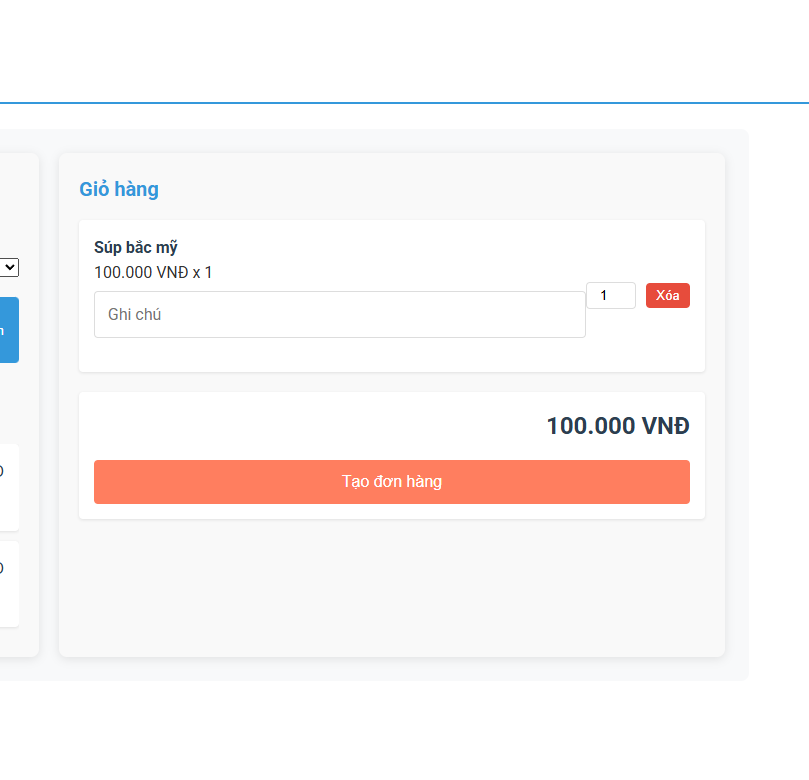 Giỏ hàng
Súp bắc mỹ
100.000 VNĐ x 1
Ghi chú
1
Xóa
100.000 VNĐ
Tạo đơn hàng